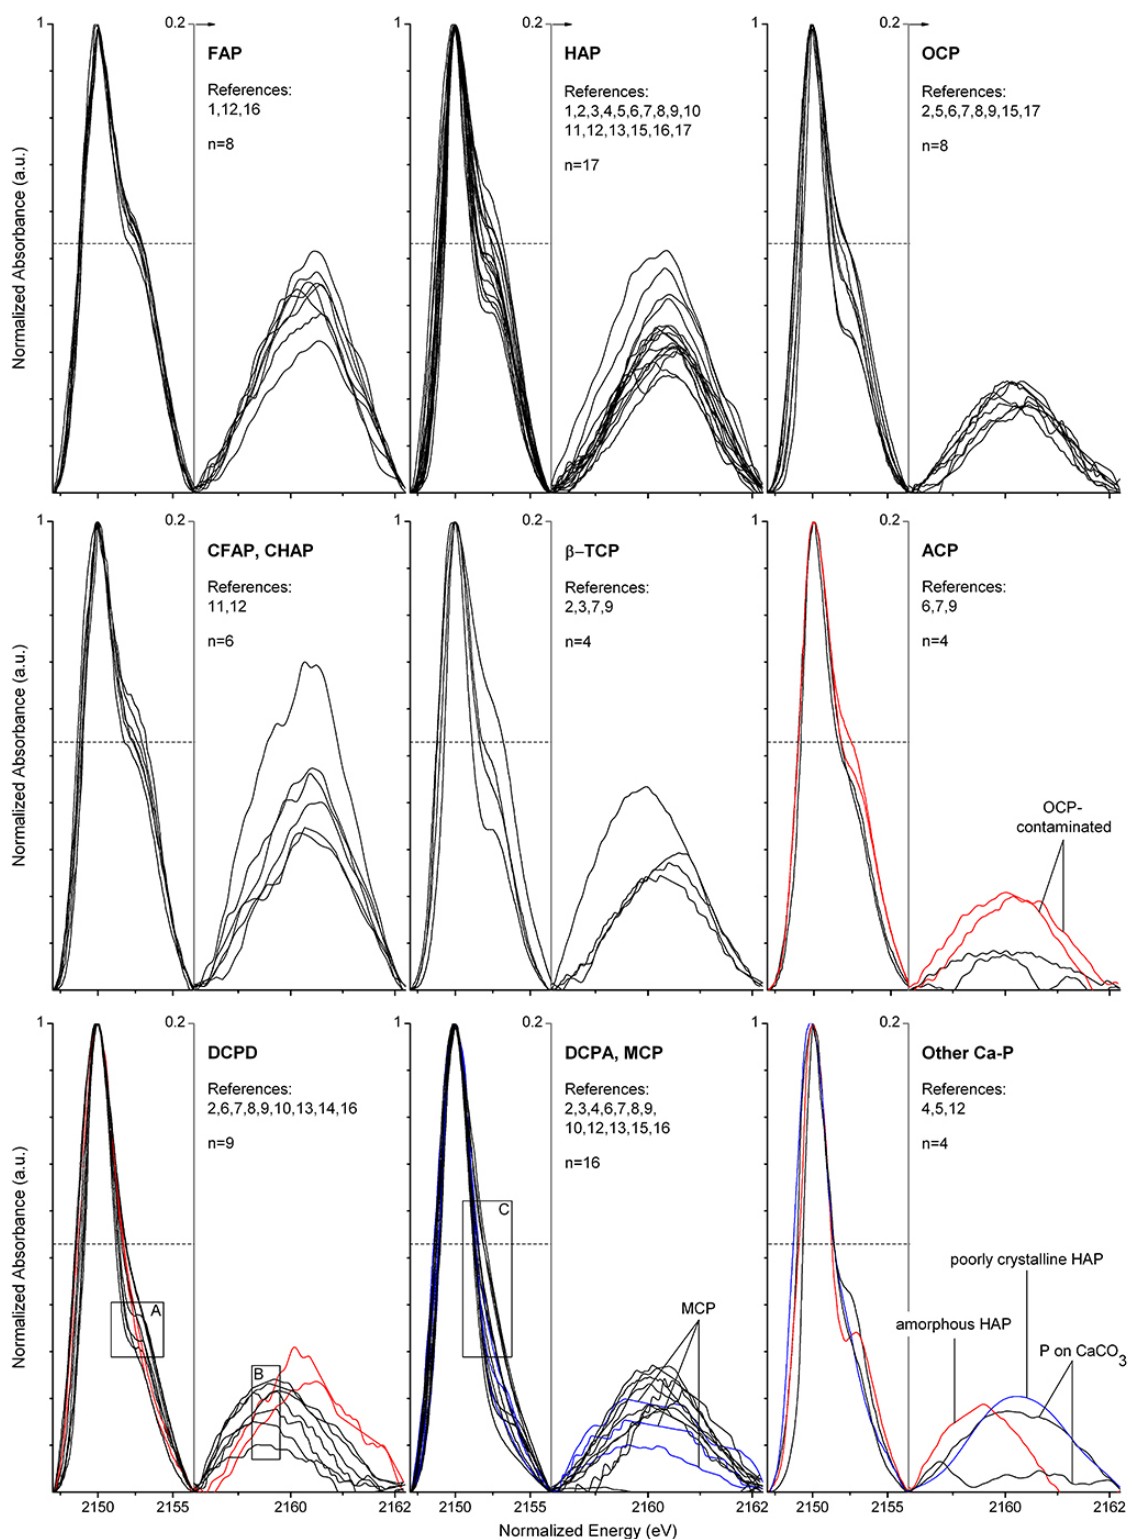 1
0.2
FAP
References:
1,12,16
n=8
1
0.2
HAP
References:
1,2,3,4,5,6,7,8,9,10
11,12,13,15,16,17
n=17
1
0.2
OCP
References:
2,5,6,7,8,9,15,17
n=8
Normalized Absorbance (a.u.)
1
0.2
CFAP, CHAP
References:
11,12
n=6
1
0.2
β–TCP
References:
2,3,7,9
n=4
1
0.2
ACP
References:
6,7,9
n=4
OCP-
contaminated
Normalized Absorbance (a.u.)
1
0.2
DCPD
References:
2,6,7,8,9,10,13,14,16
n=9
A
B
1
0.2
DCPA, MCP
References:
2,3,4,6,7,8,9,
10,12,13,15,16
n=16
C
MCP
1
0.2
Other Ca-P
References:
4,5,12
n=4
poorly crystalline HAP
amorphous HAP
P on CaCO3
Normalized Absorbance (a.u.)
2150 2155 2160 2162
2150 2155 2160 2162
2150 2155 2160 2162
Normalized Energy (eV)